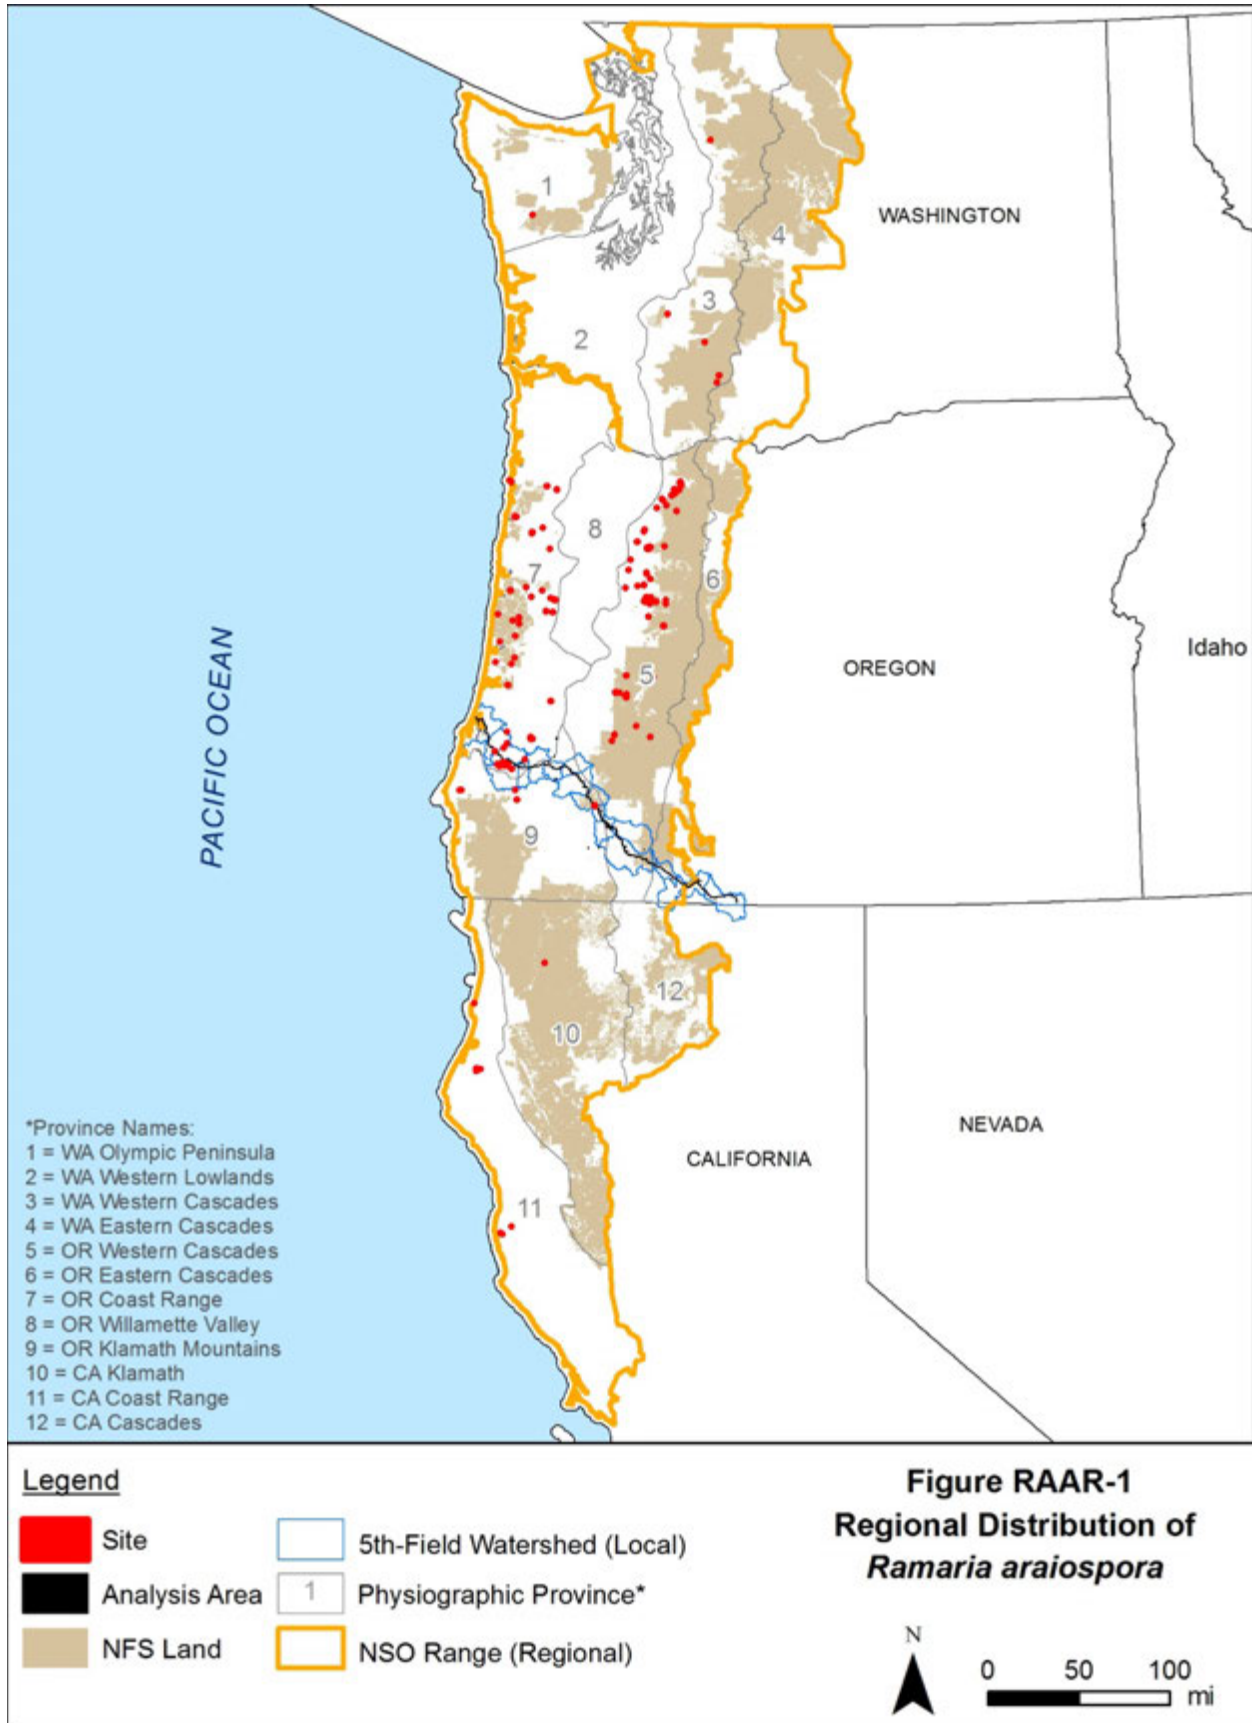 1
4
WASHINGTON
3
2
8
7
6
5
OREGON
Idaho
PACIFIC OCEAN
9
12
10
11
CALIFORNIA
NEVADA
*Province Names:
1 = WA Olympic Peninsula
2 = WA Western Lowlands
3 = WA Western Cascades
4 = WA Eastern Cascades
5 = OR Western Cascades
6 = OR Eastern Cascades
7 = OR Coast Range
8 = OR Willamette Valley
9 = OR Klamath Mountains
10 = CA Klamath
11 = CA Coast Range
12 = CA Cascades
Legend
Site
Analysis Area
NFS Land
5th-Field Watershed (Local)
1 Physiographic Province*
NSO Range (Regional)
Figure RAAR-1
Regional Distribution of
Ramaria araiospora
N
0 50 100
mi